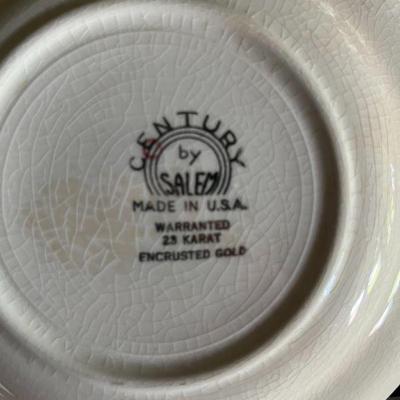 CENTURY
by
SALEM
MADE IN U.S.A.
WARRANTED
23 KARAT
ENCRUSTED GOLD